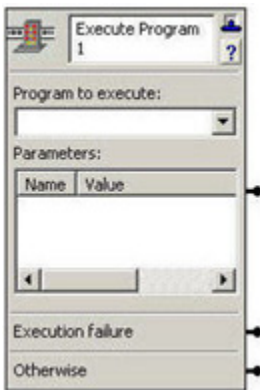 Execute Program
1
?
Program to execute:
Parameters:
Name Value
Execution failure
Otherwise